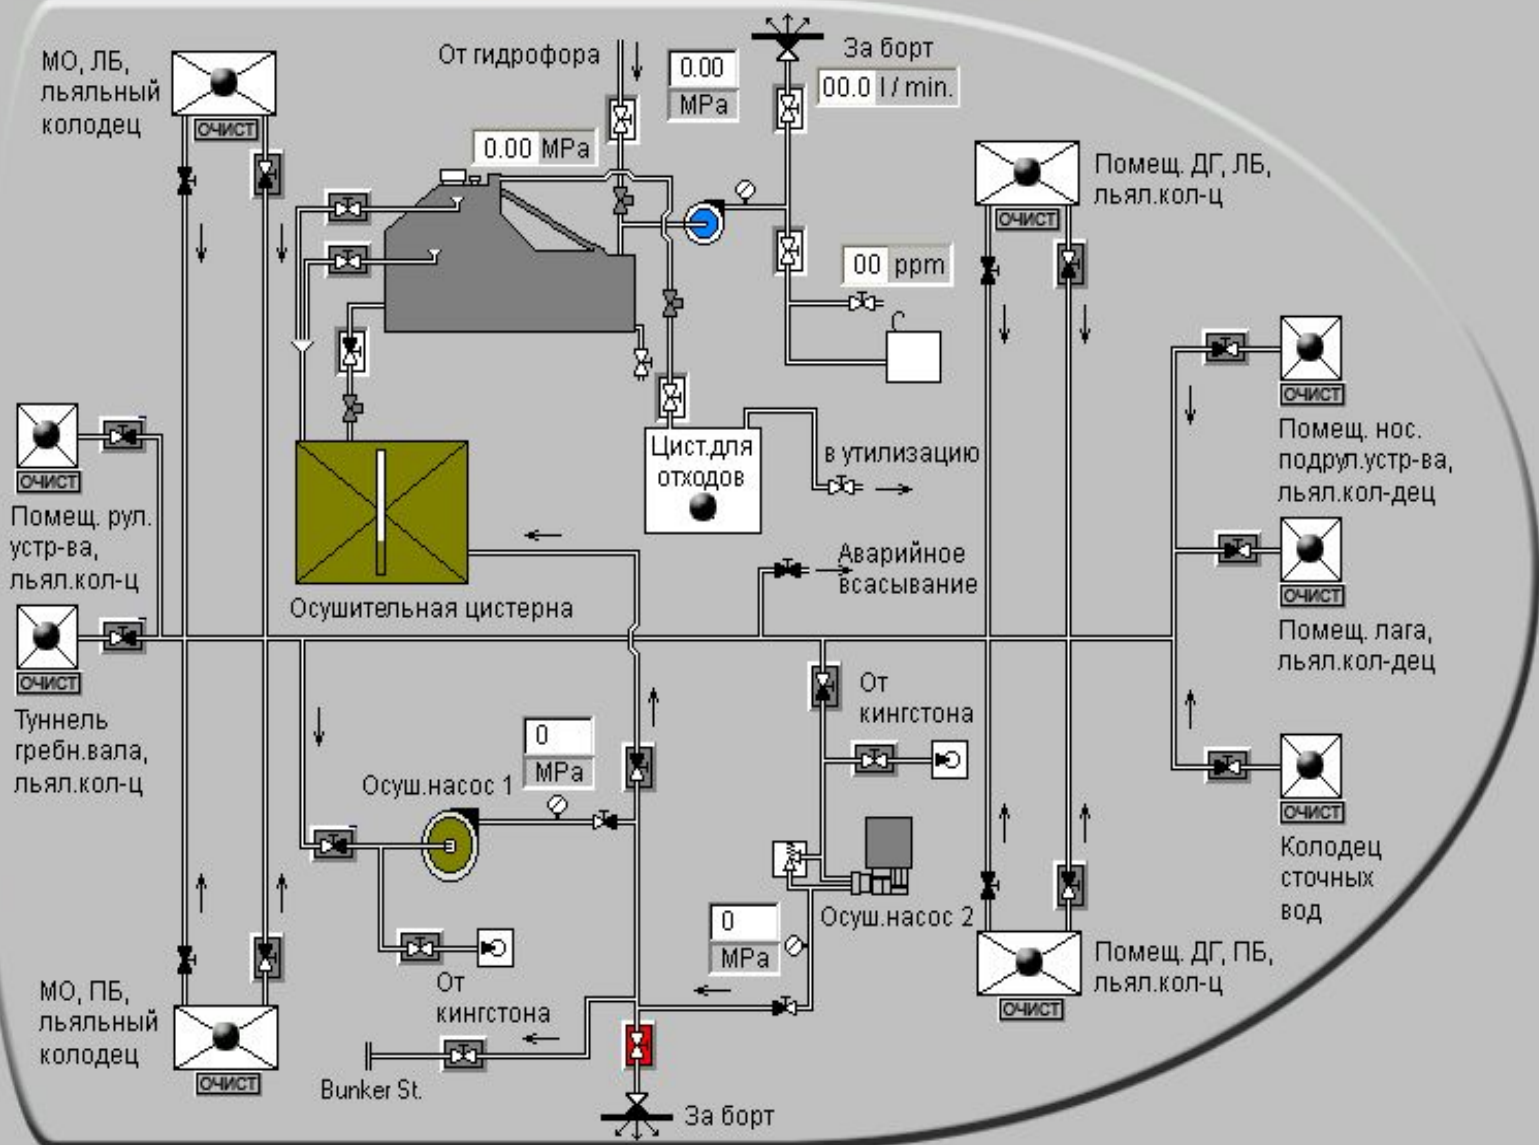 МО, ЛБ,
льяльный
колодец
ОЧИСТ
От гидрофора
0.00
MPa
За борт
00.0 l / min.
0.00 MPa
Помещ. ДГ, ЛБ,
льял.кол-ц
ОЧИСТ
00 ppm
ОЧИСТ
Помещ. нос.
подрул.устр-ва,
льял.кол-дец
ОЧИСТ
Помещ. рул.
устр-ва,
льял.кол-ц
Цист.для
отходов
в утилизацию
Аварийное
всасывание
Осушительная цистерна
ОЧИСТ
Помещ. лага,
льял.кол-дец
ОЧИСТ
Туннель
гребн.вала,
льял.кол-ц
От
кингстона
0
MPa
Осуш.насос 1
ОЧИСТ
Колодец
сточных
вод
Осуш.насос 2
0
MPa
Помещ. ДГ, ПБ,
льял.кол-ц
ОЧИСТ
От
кингстона
МО, ПБ,
льяльный
колодец
ОЧИСТ
Bunker St.
За борт